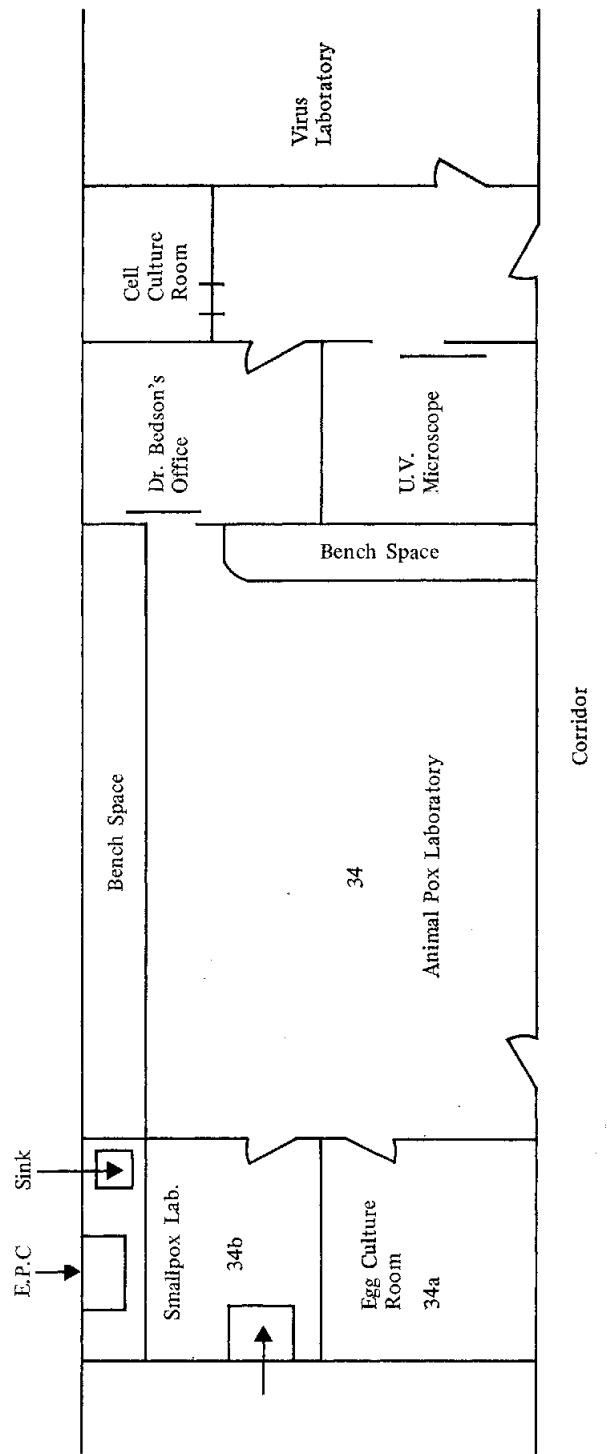 E.P.C
Sink
Bench Space
Smallpox Lab.
34b
Egg Culture
Room
34a
34
Animal Pox Laboratory
Bench Space
Dr. Bedson's
Office
U.V.
Microscope
Cell
Culture
Room
Virus
Laboratory
Corridor